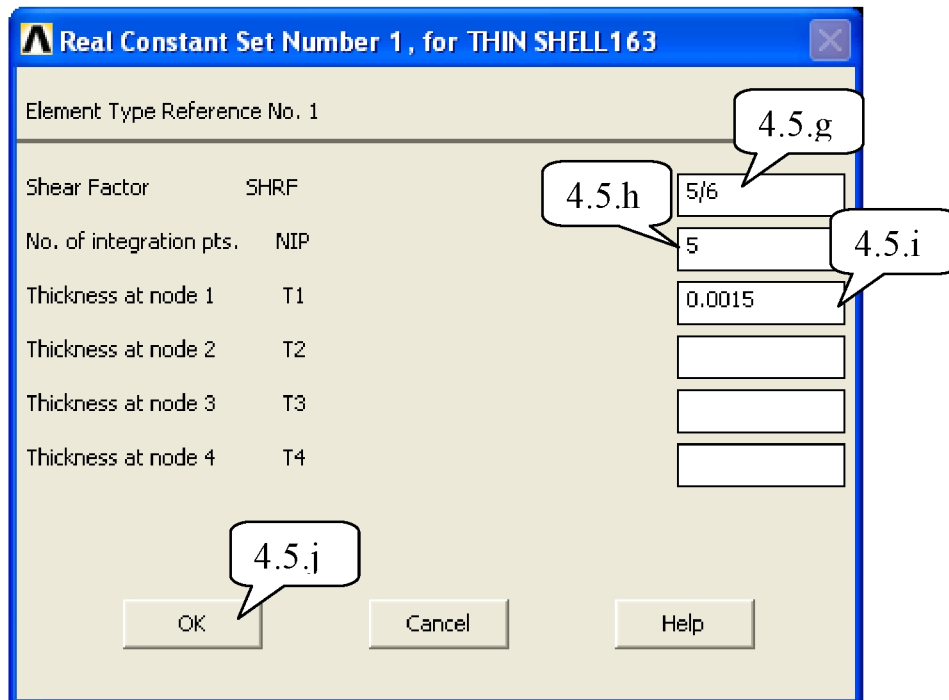 Real Constant Set Number 1, for THIN SHELL163
Element Type Reference No. 1
4.5.g
Shear Factor SHRF 4.5.h 5/6
No. of integration pts. NIP 5 4.5.i
Thickness at node 1 T1 0.0015
Thickness at node 2 T2
Thickness at node 3 T3
Thickness at node 4 T4
4.5.j
OK Cancel Help